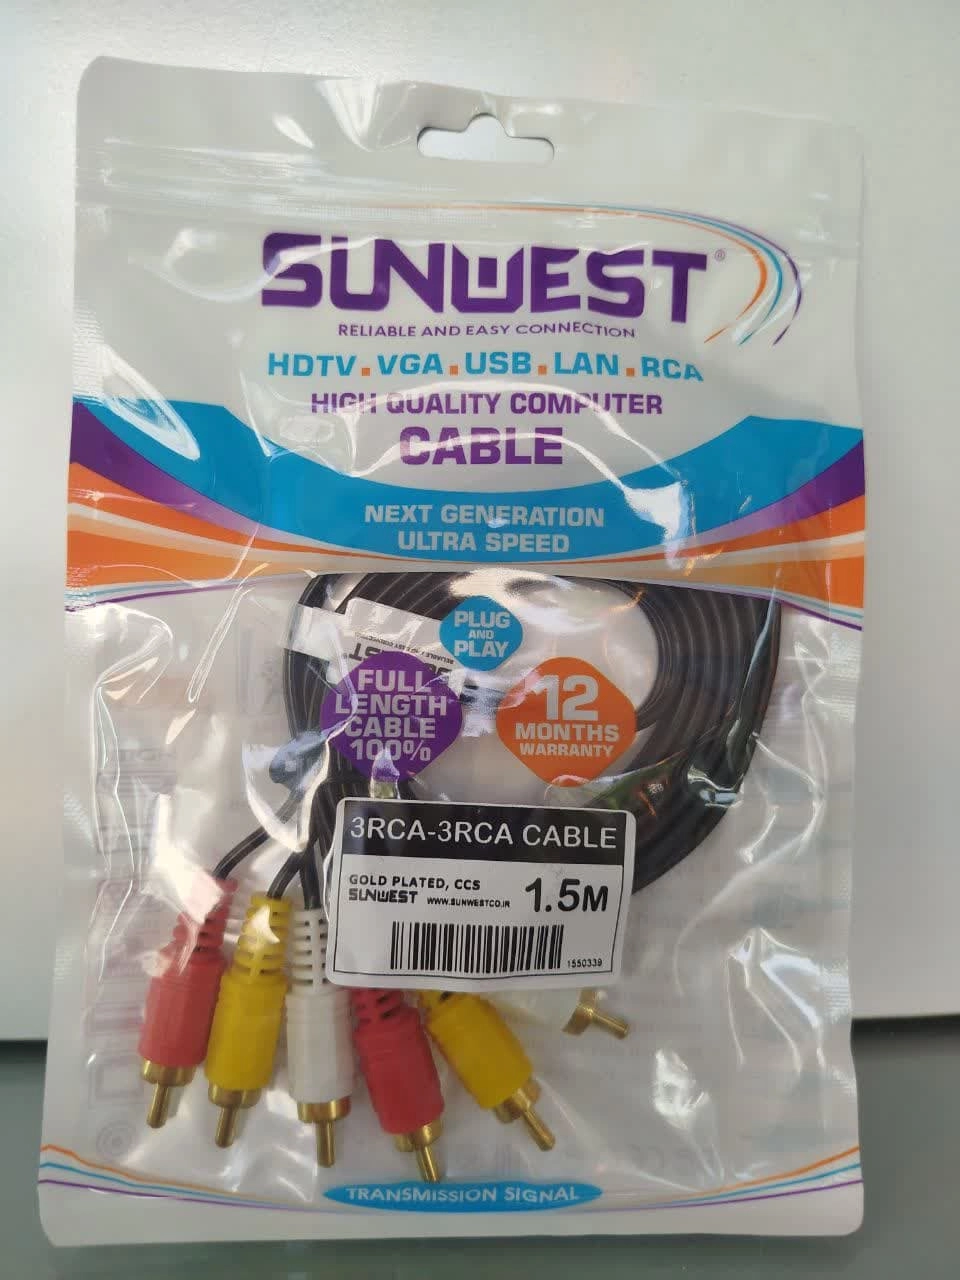 SUNWEST®
RELIABLE AND EASY CONNECTION
HDTV.VGA.USB.LAN.RCA
HIGH QUALITY COMPUTER
CABLE
NEXT GENERATION
ULTRA SPEED
PLUG
AND
PLAY
FULL
LENGTH
CABLE
100%
12
MONTHS
WARRANTY
3RCA-3RCA CABLE
GOLD PLATED, CCS
SUNWEST WWW.SUNWESTCO.IR
1.5M
1550339
TRANSMISSION SIGNAL